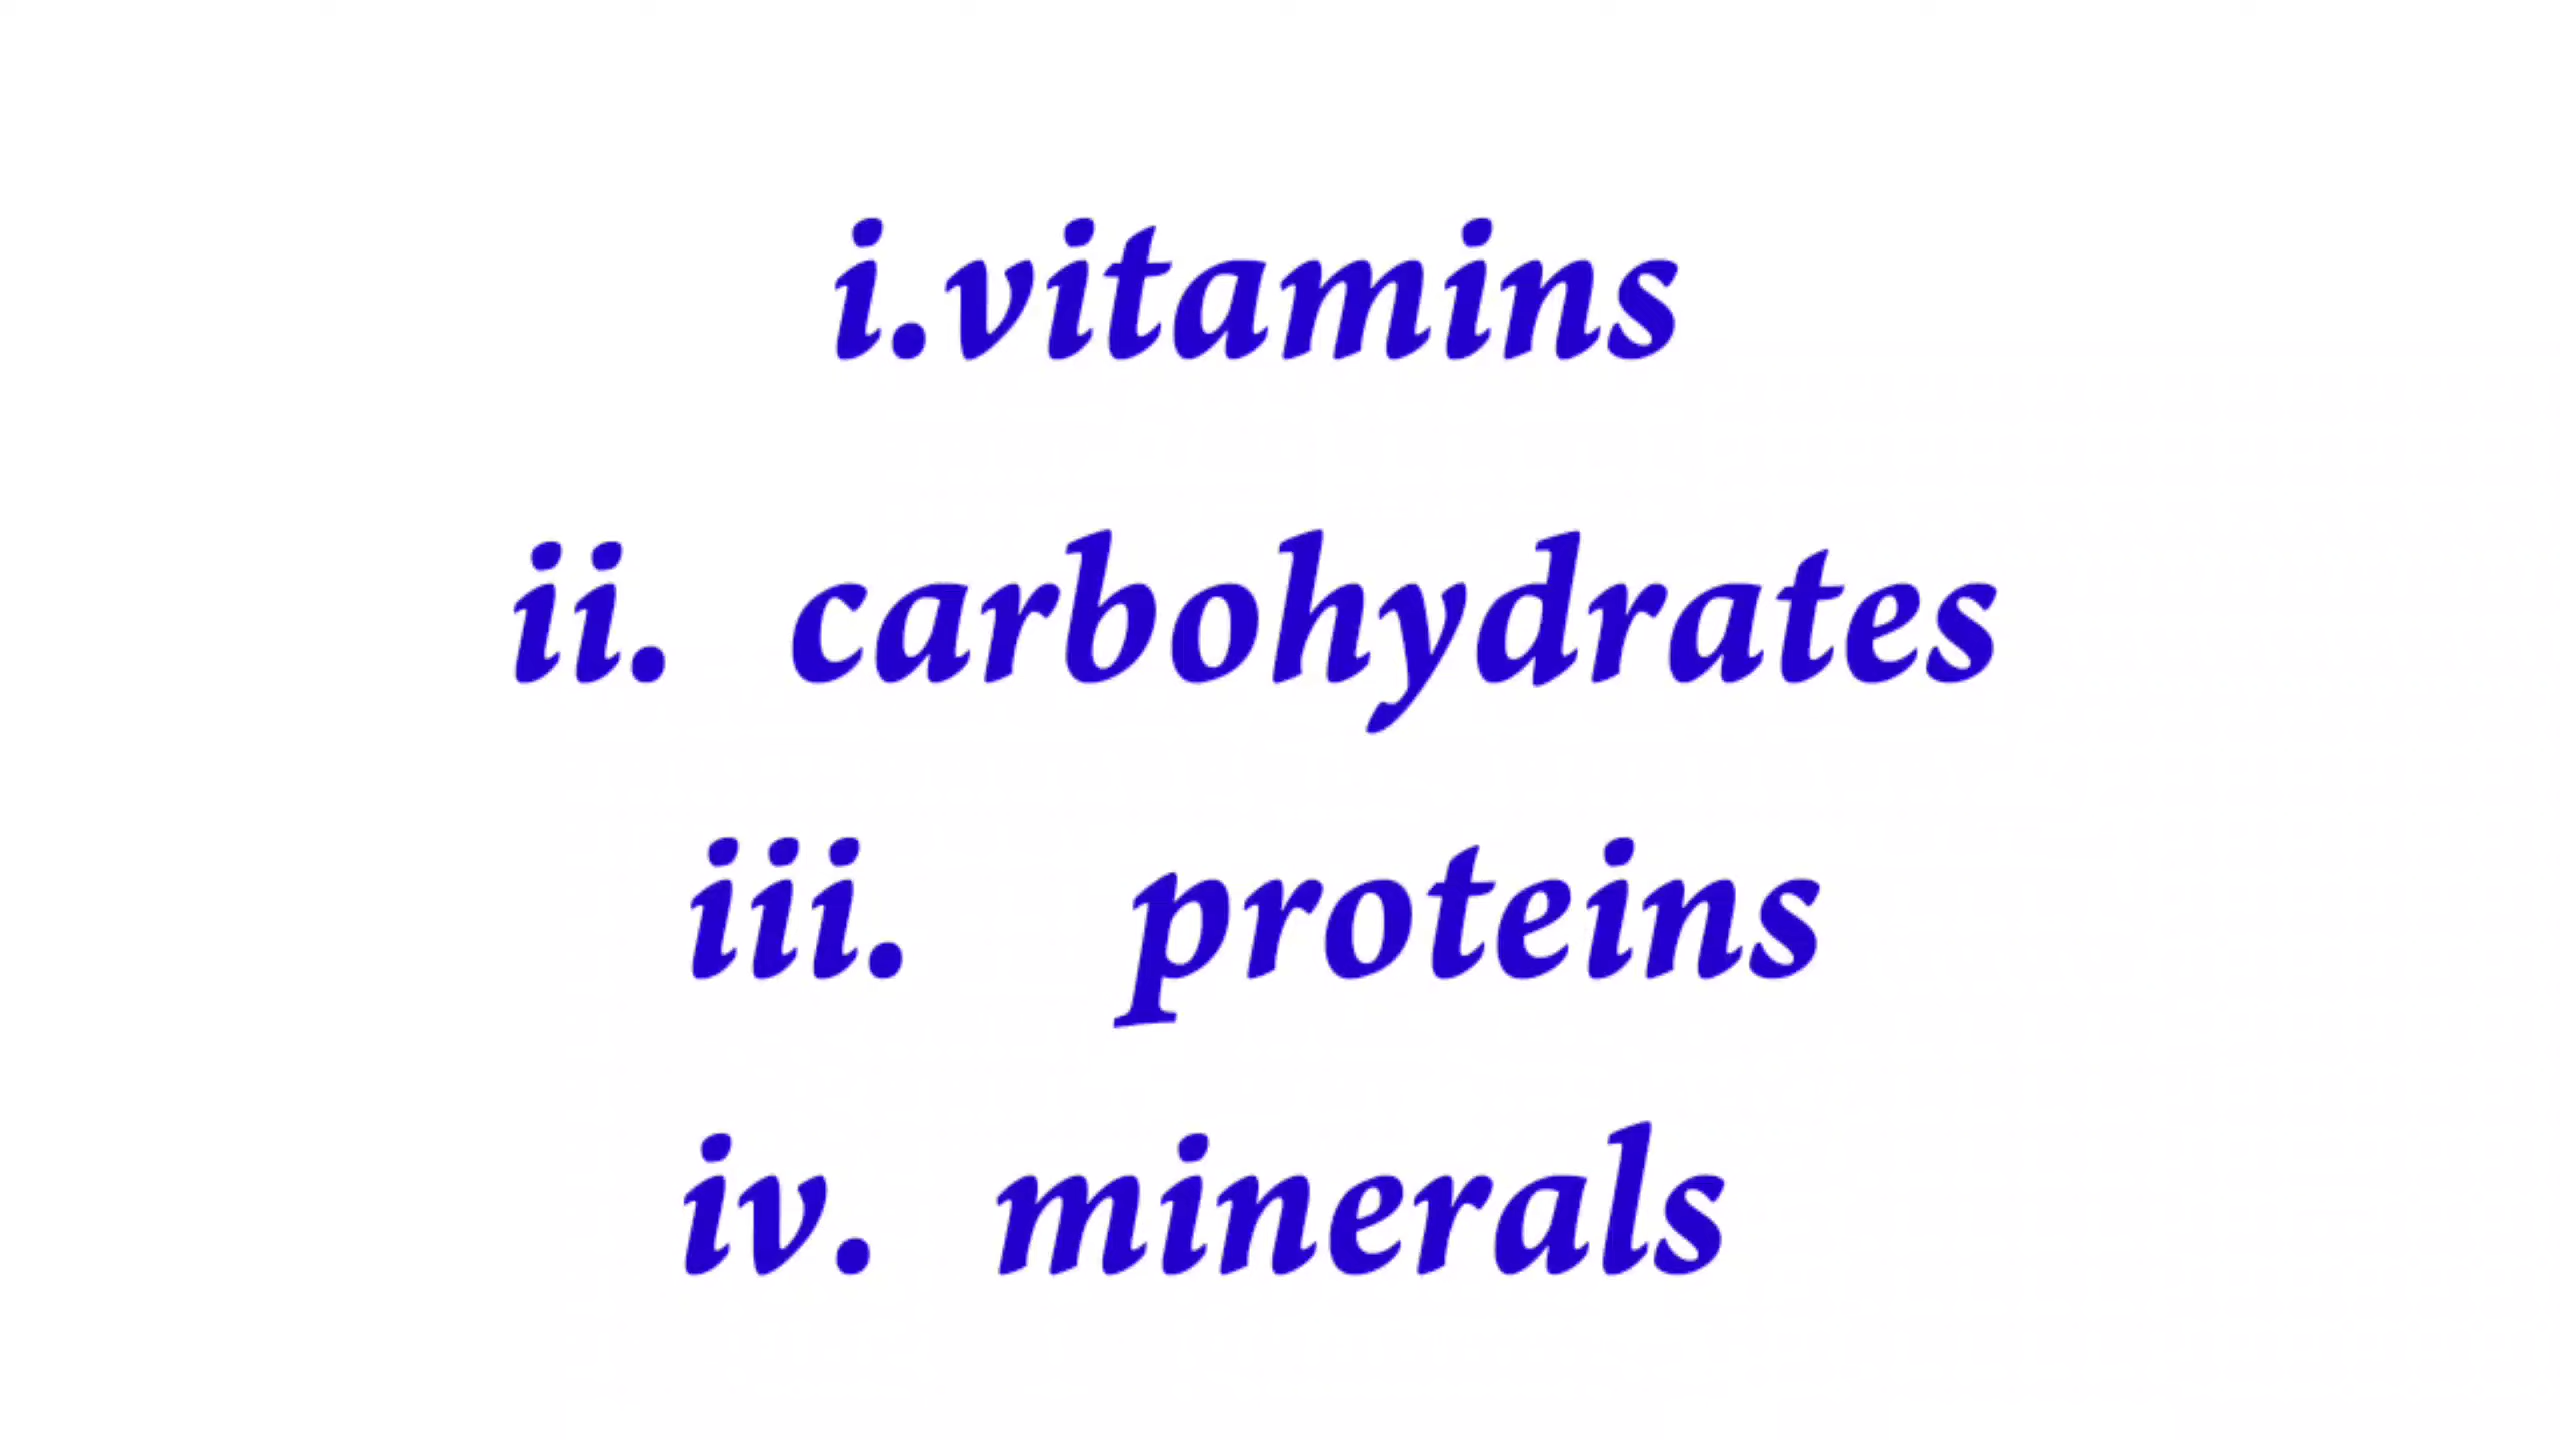 i.vitamins
ii. carbohydrates
iii. proteins
iv. minerals